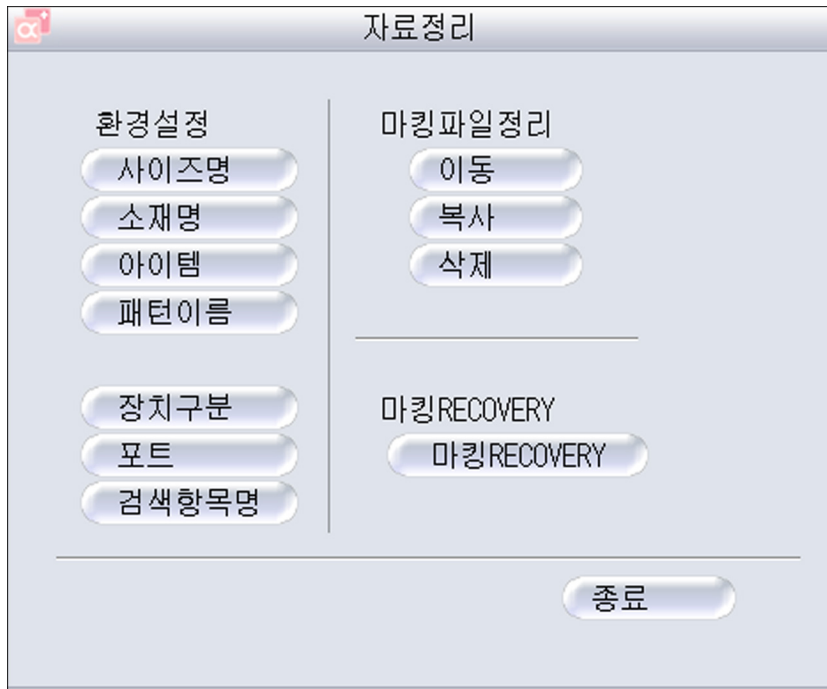 자료정리
환경설정
사이즈명
소재명
아이템
패턴이름
장치구분
포트
검색항목명
마킹파일정리
이동
복사
삭제
마킹RECOVERY
마킹RECOVERY
종료